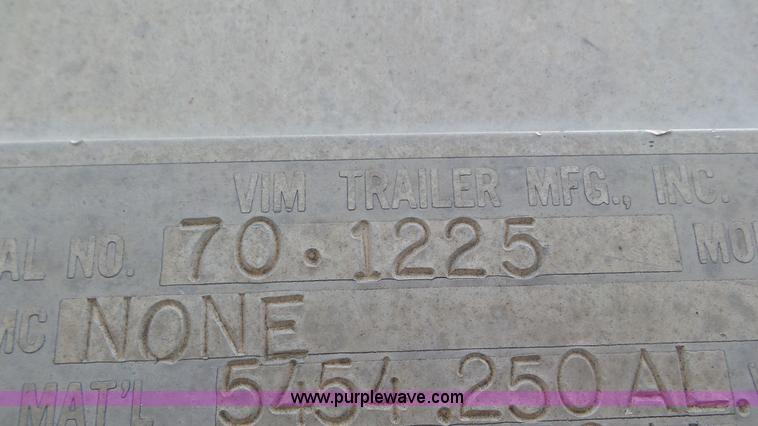 VIM TRAILER MFG., INC.
AL NO. 70·1225 MO
MC NONE
MAT'L 5454 .250 AL.
www.purplewave.com